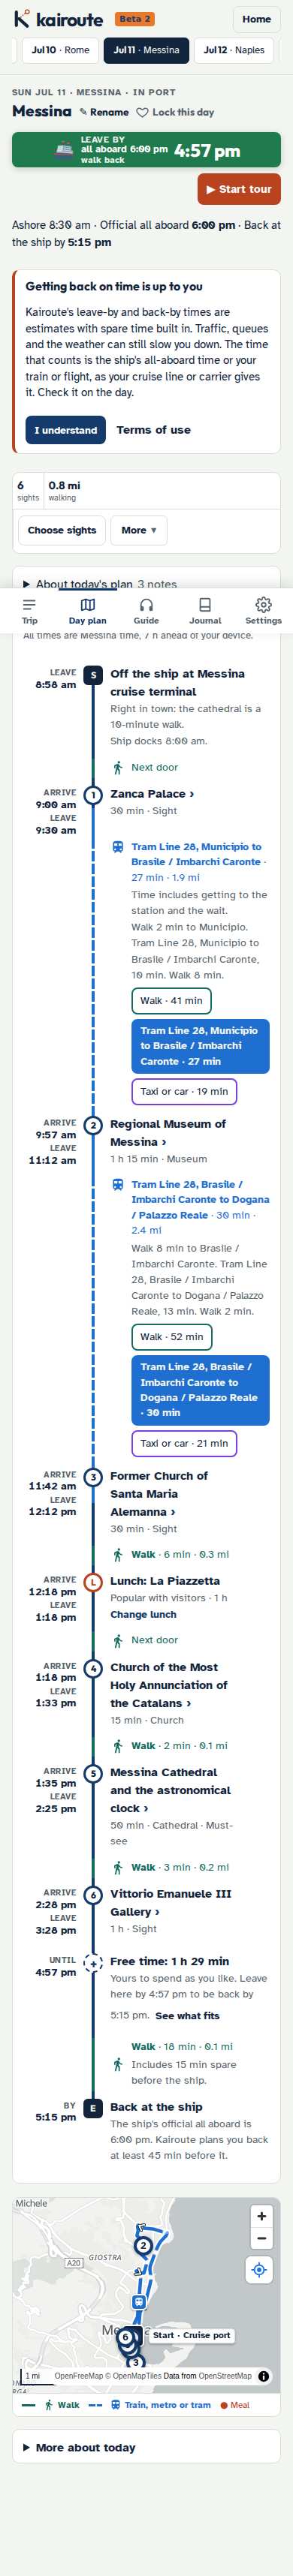 kairoute
Beta 2
Home
Jul 10 · Rome
Jul 11 · Messina
Jul 12 · Naples
SUN JUL 11 · MESSINA · IN PORT
Messina
✎ Rename
Lock this day
LEAVE BY
all aboard 6:00 pm
walk back
4:57 pm
▶ Start tour
Ashore 8:30 am · Official all aboard 6:00 pm · Back at
the ship by 5:15 pm
Getting back on time is up to you
Kairoute's leave-by and back-by times are
estimates with spare time built in. Traffic, queues
and the weather can still slow you down. The time
that counts is the ship's all-aboard time or your
train or flight, as your cruise line or carrier gives
it. Check it on the day.
I understand
Terms of use
6
sights
0.8 mi
walking
Choose sights
More ▾
▶ About today's plan 3 notes
Trip
Day plan
Guide
Journal
Settings
All times are Messina time, 7 h ahead of your device.
LEAVE
8:58 am
S
Off the ship at Messina
cruise terminal
Right in town: the cathedral is a
10-minute walk.
Ship docks 8:00 am.
Next door
ARRIVE
9:00 am
LEAVE
9:30 am
1
Zanca Palace ›
30 min · Sight
Tram Line 28, Municipio to
Brasile / Imbarchi Caronte ·
27 min · 1.9 mi
Time includes getting to the
station and the wait.
Walk 2 min to Municipio.
Tram Line 28, Municipio to
Brasile / Imbarchi Caronte,
10 min. Walk 8 min.
Walk · 41 min
Tram Line 28, Municipio
to Brasile / Imbarchi
Caronte · 27 min
Taxi or car · 19 min
ARRIVE
9:57 am
LEAVE
11:12 am
2
Regional Museum of
Messina ›
1 h 15 min · Museum
Tram Line 28, Brasile /
Imbarchi Caronte to Dogana
/ Palazzo Reale · 30 min ·
2.4 mi
Walk 8 min to Brasile /
Imbarchi Caronte. Tram Line
28, Brasile / Imbarchi
Caronte to Dogana / Palazzo
Reale, 13 min. Walk 2 min.
Walk · 52 min
Tram Line 28, Brasile /
Imbarchi Caronte to
Dogana / Palazzo Reale
· 30 min
Taxi or car · 21 min
ARRIVE
11:42 am
LEAVE
12:12 pm
3
Former Church of
Santa Maria
Alemanna ›
30 min · Sight
Walk · 6 min · 0.3 mi
ARRIVE
12:18 pm
LEAVE
1:18 pm
L
Lunch: La Piazzetta
Popular with visitors · 1 h
Change lunch
Next door
ARRIVE
1:18 pm
LEAVE
1:33 pm
4
Church of the Most
Holy Annunciation of
the Catalans ›
15 min · Church
Walk · 2 min · 0.1 mi
ARRIVE
1:35 pm
LEAVE
2:25 pm
5
Messina Cathedral
and the astronomical
clock ›
50 min · Cathedral · Must-
see
Walk · 3 min · 0.2 mi
ARRIVE
2:28 pm
LEAVE
3:28 pm
6
Vittorio Emanuele III
Gallery ›
1 h · Sight
UNTIL
4:57 pm
+
Free time: 1 h 29 min
Yours to spend as you like. Leave
here by 4:57 pm to be back by
5:15 pm. See what fits
Walk · 18 min · 0.1 mi
Includes 15 min spare
before the ship.
BY
5:15 pm
E
Back at the ship
The ship's official all aboard is
6:00 pm. Kairoute plans you back
at least 45 min before it.
Michele
A20
GIOSTRA
2
6
3
Start · Cruise port
+
−
1 mi
OpenFreeMap © OpenMapTiles Data from OpenStreetMap
Walk
Train, metro or tram
Meal
▶ More about today